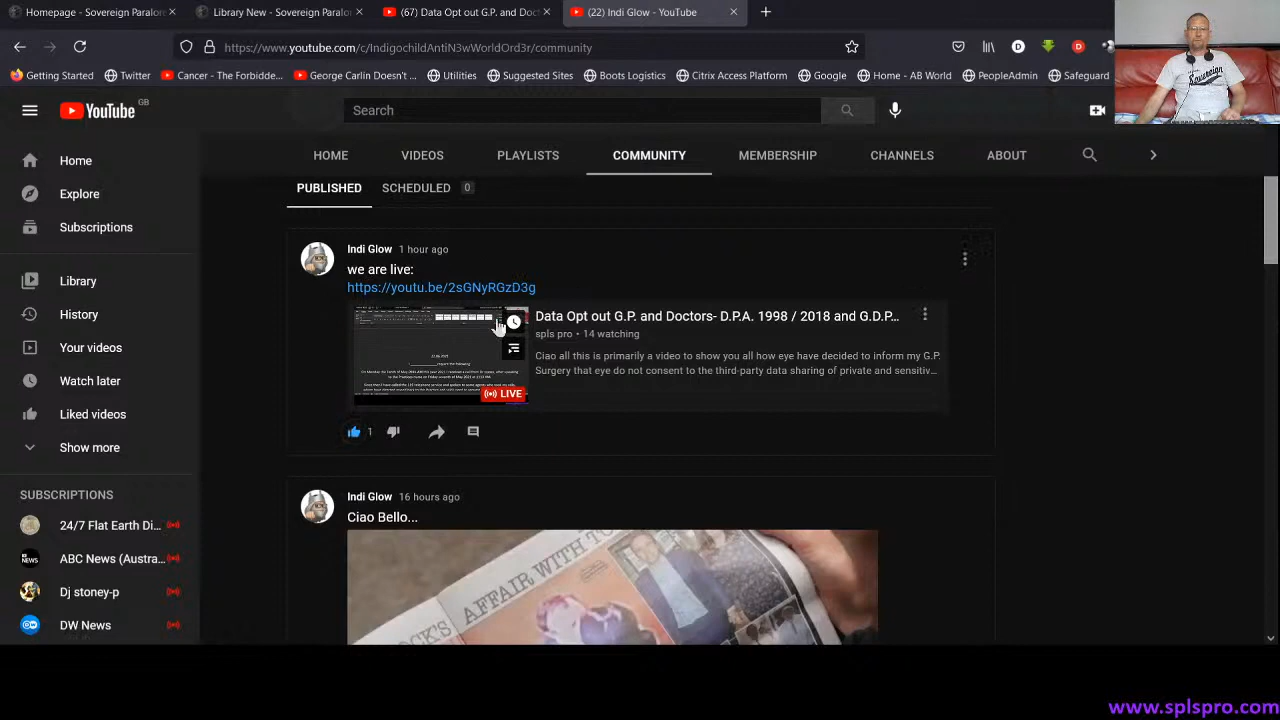 Homepage - Sovereign Paralor
Library New - Sovereign Paralor
(67) Data Opt out G.P. and Doct
(22) Indi Glow - YouTube
https://www.youtube.com/c/IndigochildAntiN3wWorldOrd3r/community
Getting Started
Twitter
Cancer - The Forbidde...
George Carlin Doesn't ...
Utilities
Suggested Sites
Boots Logistics
Citrix Access Platform
Google
Home - AB World
PeopleAdmin
Safeguard
Sovereign
YouTube GB
Search
HOME
VIDEOS
PLAYLISTS
COMMUNITY
MEMBERSHIP
CHANNELS
ABOUT
Home
Explore
Subscriptions
Library
History
Your videos
Watch later
Liked videos
Show more
SUBSCRIPTIONS
24/7 Flat Earth Di...
ABC News (Austra...
Dj stoney-p
DW News
PUBLISHED
SCHEDULED 0
Indi Glow 1 hour ago
we are live:
https://youtu.be/2sGNyRGzD3g
LIVE
Data Opt out G.P. and Doctors- D.P.A. 1998 / 2018 and G.D.P...
spls pro • 14 watching
Ciao all this is primarily a video to show you all how eye have decided to inform my G.P.
Surgery that eye do not consent to the third-party data sharing of private and sensitiv...
1
Indi Glow 16 hours ago
Ciao Bello...
AFFAIR WITH TO
OCK'S
www.splspro.com